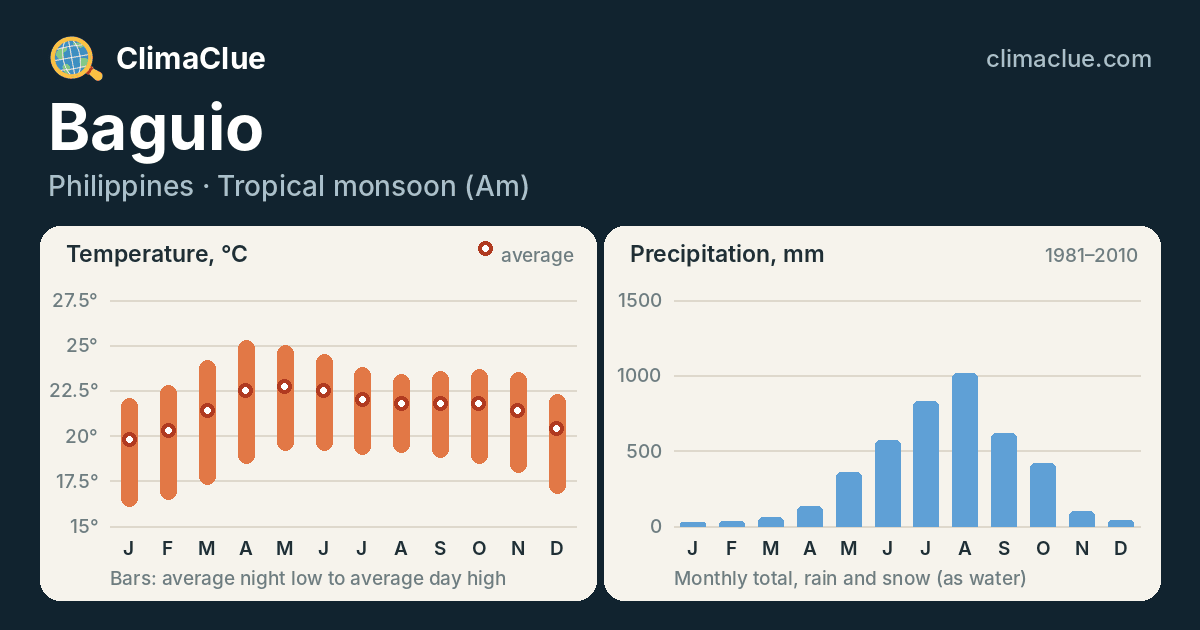 ClimaClue
climaclue.com
Baguio
Philippines · Tropical monsoon (Am)
Temperature, °C
average
27.5°
25°
22.5°
20°
17.5°
15°
J F M A M J J A S O N D
Bars: average night low to average day high
Precipitation, mm
1981–2010
1500
1000
500
0
J F M A M J J A S O N D
Monthly total, rain and snow (as water)